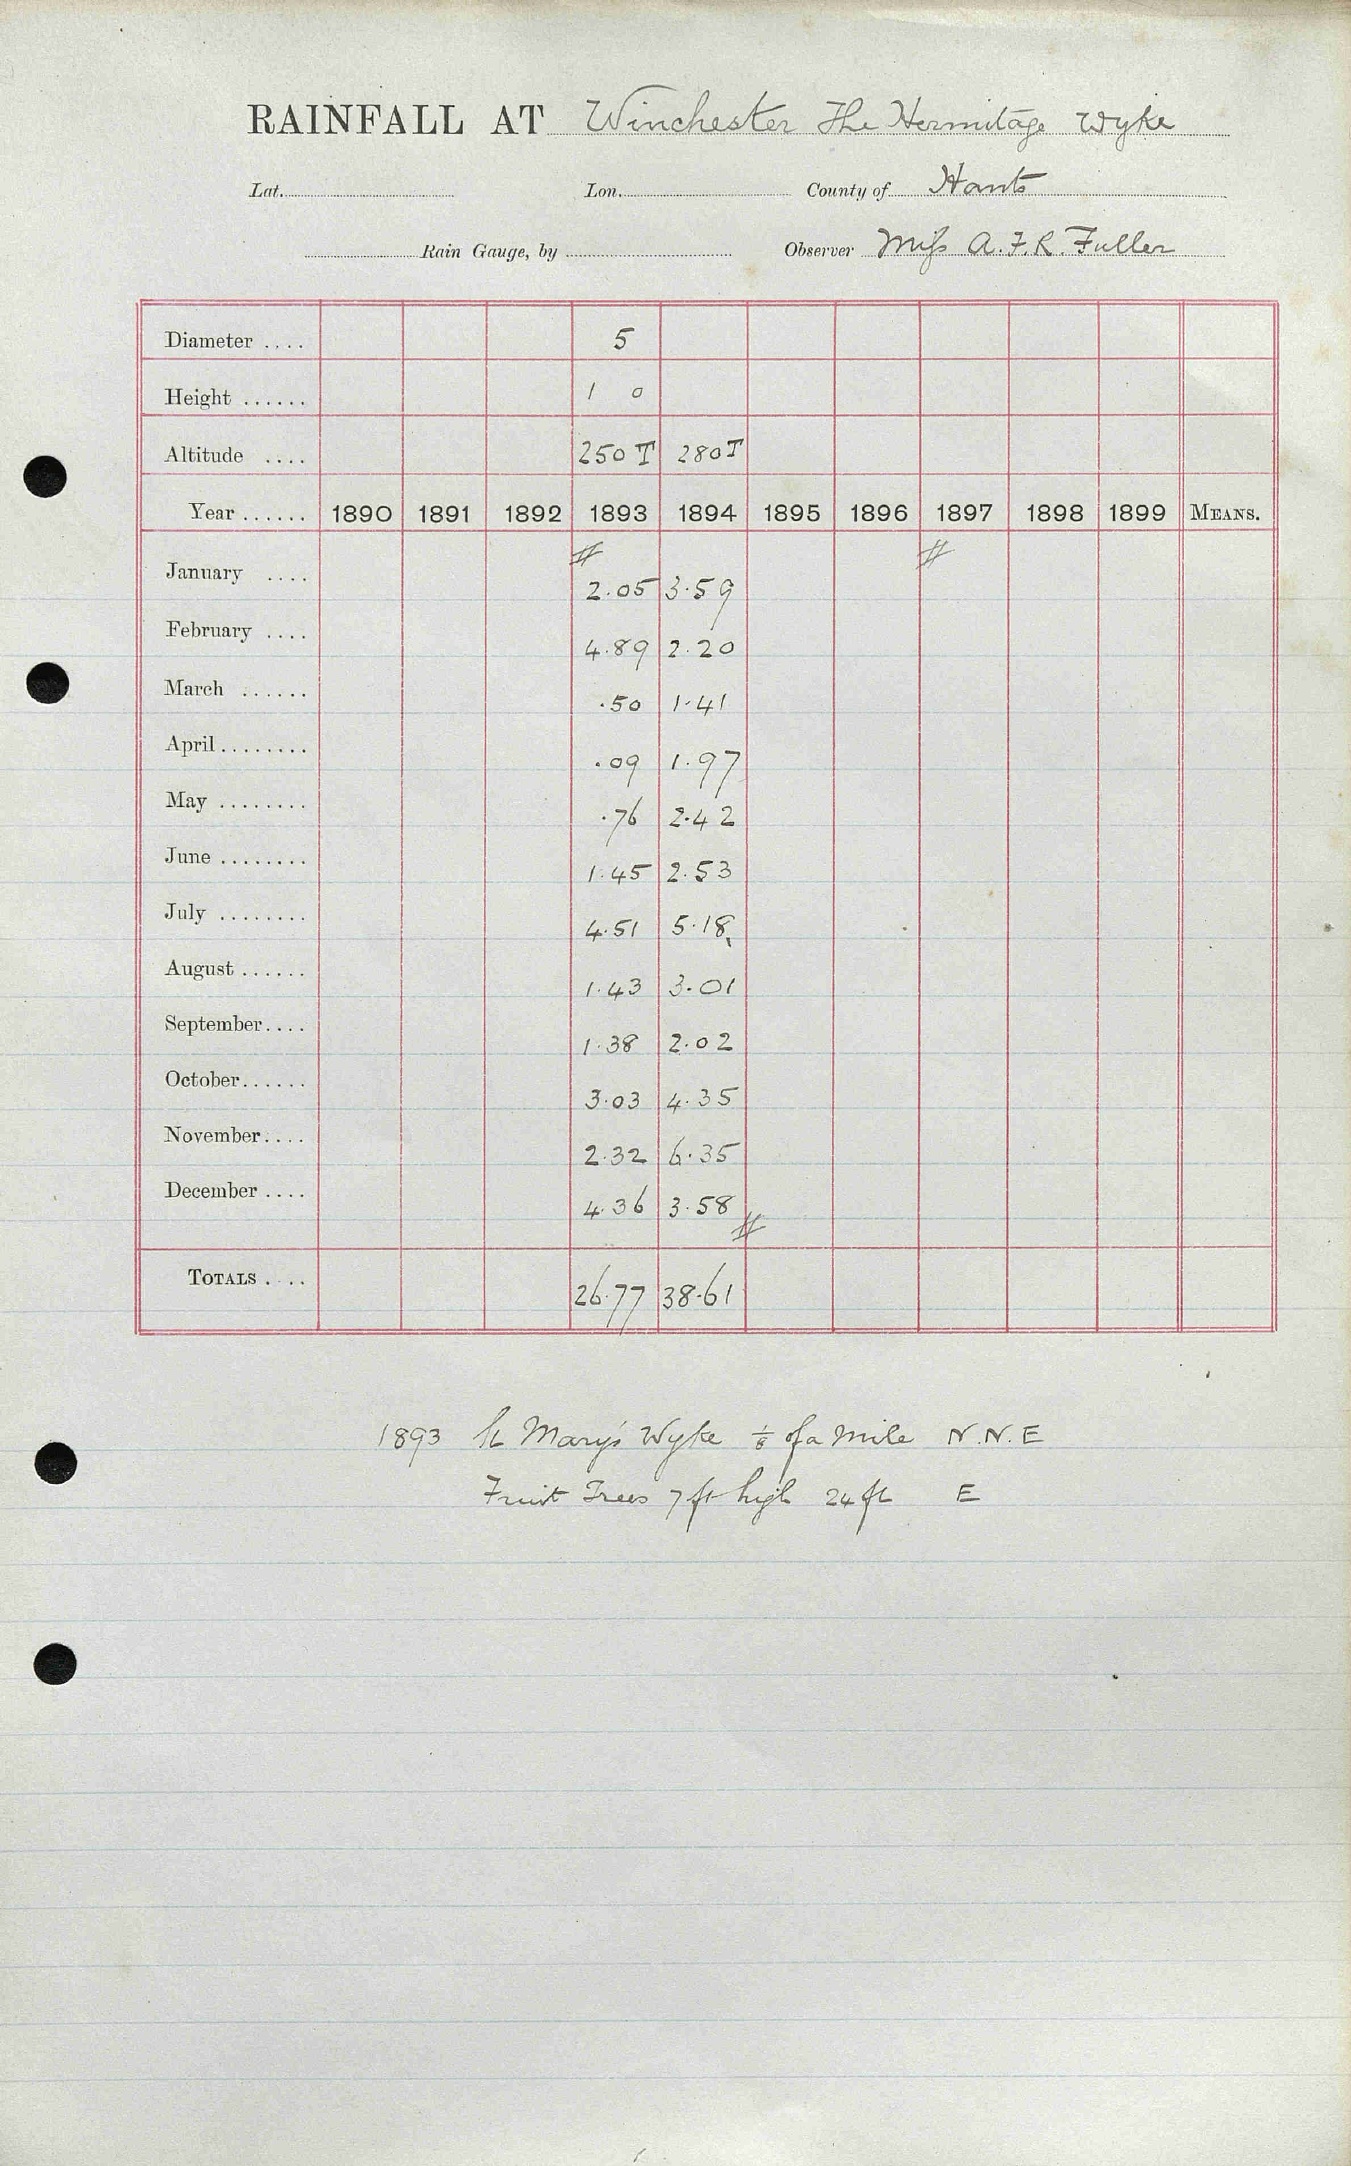 RAINFALL AT Winchester The Hermitage Wyke
Lat. Lon. County of Hants
Rain Gauge, by Observer Miss A. F. R. Fuller
Diameter .... 5
Height ...... 1 0
Altitude .... 250 T 280 T
Year ...... 1890 1891 1892 1893 1894 1895 1896 1897 1898 1899 MEANS.
# #
January .... 2.05 3.59
February .... 4.89 2.20
March ...... .50 1.41
April ........ .09 1.97
May ........ .76 2.42
June ........ 1.45 2.53
July ........ 4.51 5.18
August ...... 1.43 3.01
September.... 1.38 2.02
October...... 3.03 4.35
November.... 2.32 6.35
December .... 4.36 3.58
#
TOTALS .... 26.77 38.61
1893 St Mary's Wyke 1/8 of a Mile N.N.E
Fruit Trees 7 ft high 24 ft E